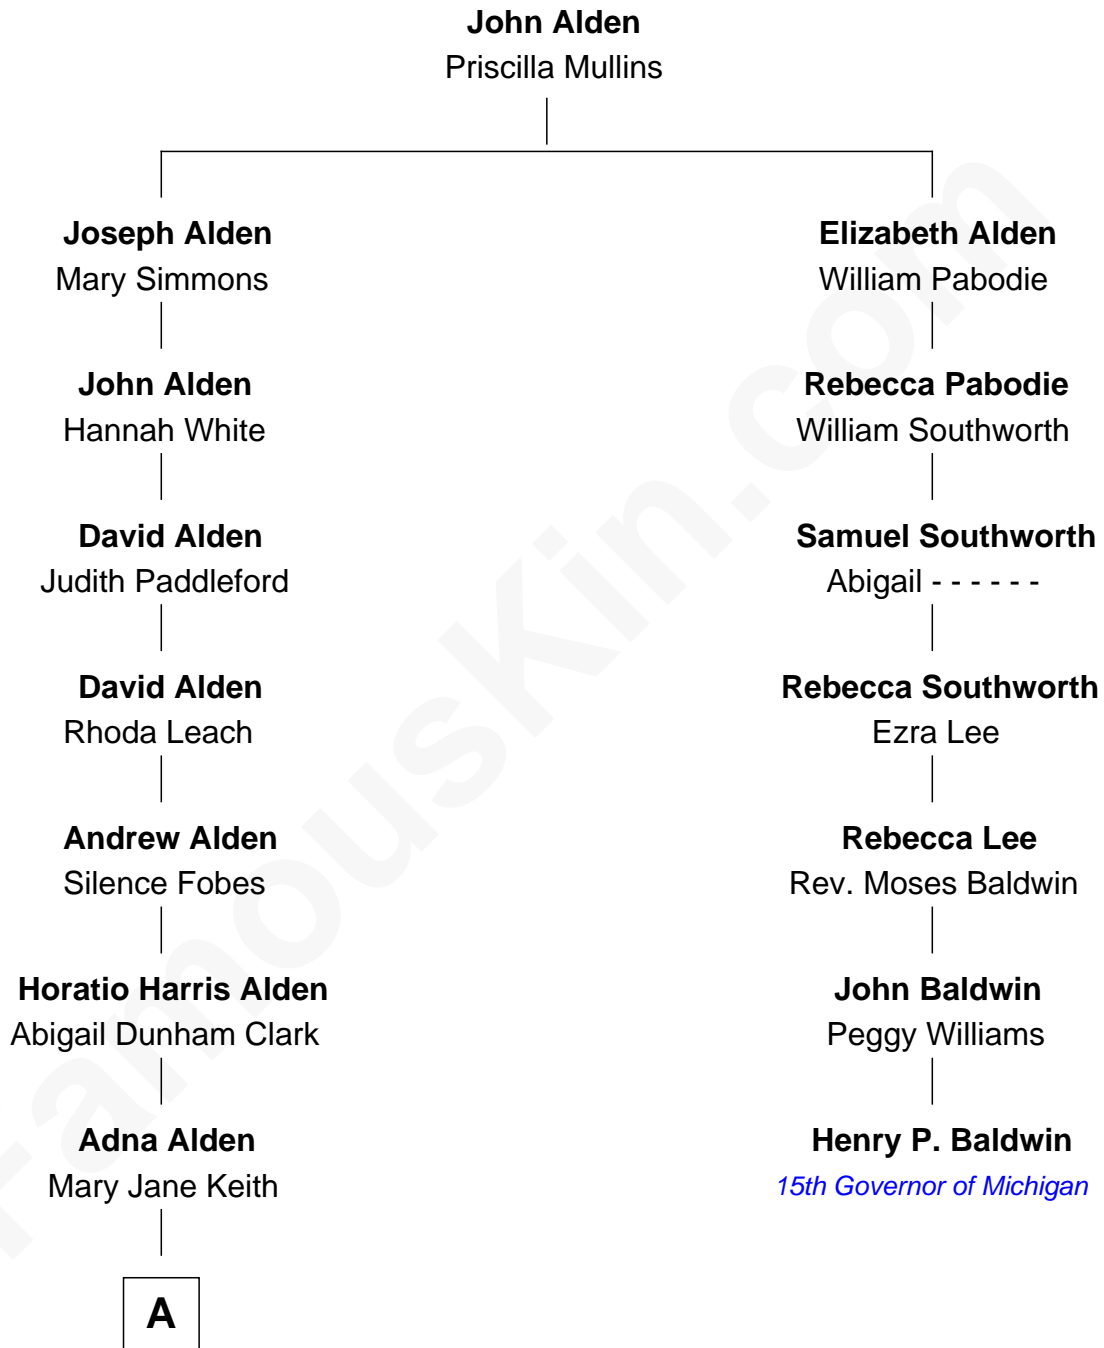 John Alden
Priscilla Mullins
Joseph Alden
Mary Simmons
Elizabeth Alden
William Pabodie
John Alden
Hannah White
Rebecca Pabodie
William Southworth
David Alden
Judith Paddleford
Samuel Southworth
Abigail - - - - - -
David Alden
Rhoda Leach
Rebecca Southworth
Ezra Lee
Andrew Alden
Silence Fobes
Rebecca Lee
Rev. Moses Baldwin
Horatio Harris Alden
Abigail Dunham Clark
John Baldwin
Peggy Williams
Adna Alden
Mary Jane Keith
Henry P. Baldwin
15th Governor of Michigan
A
FamousKin.com